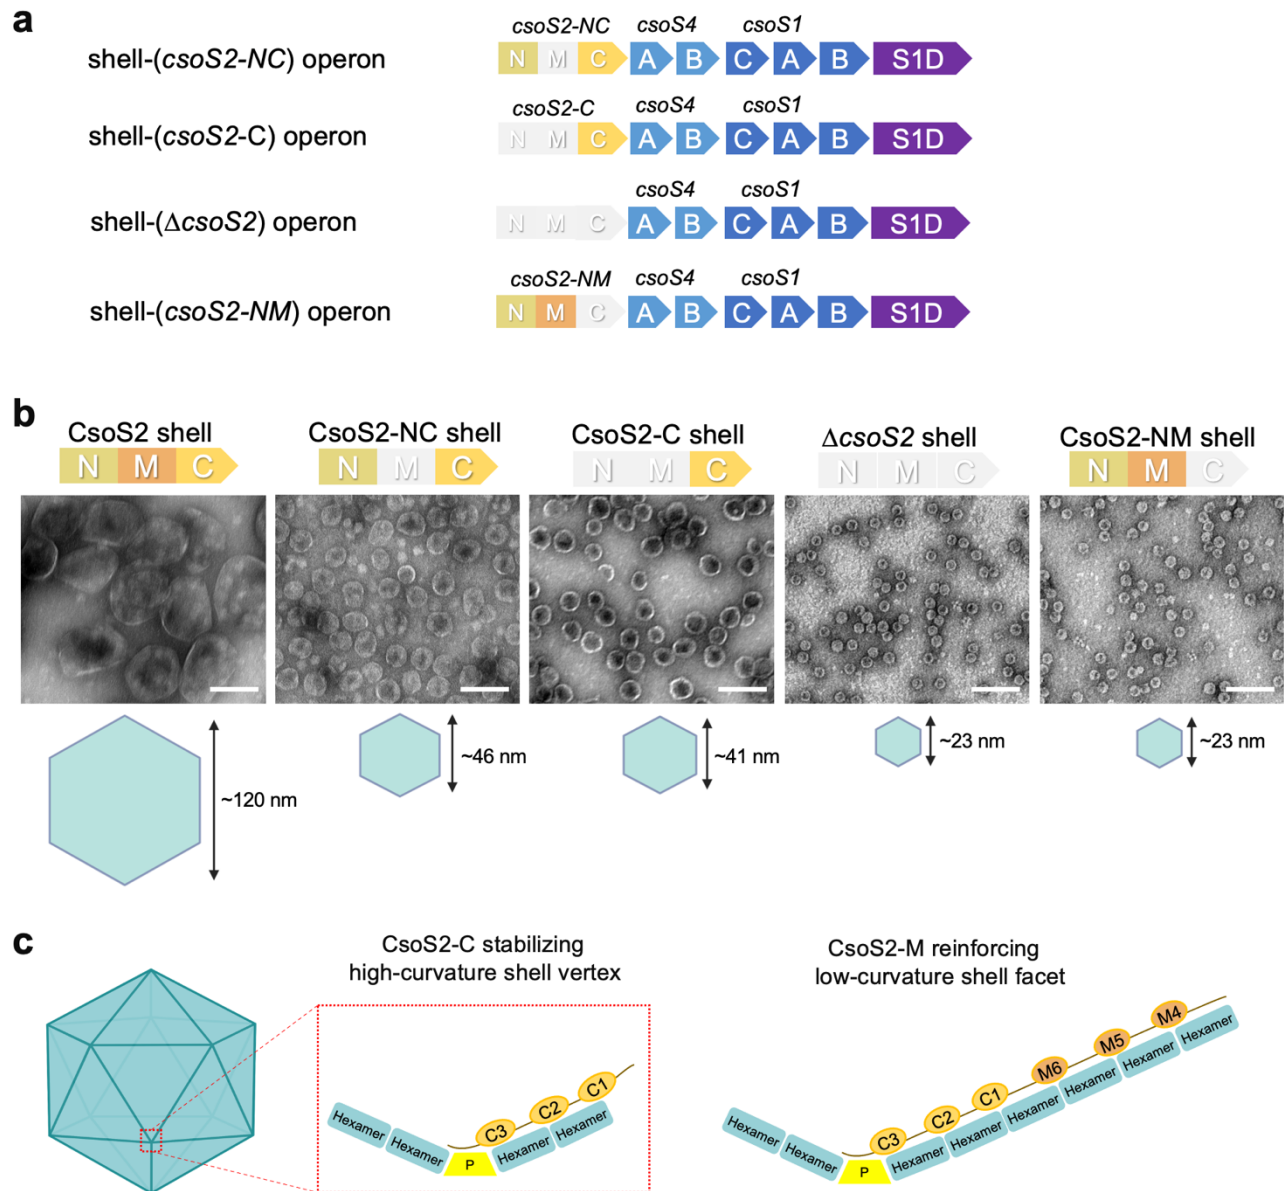 a
csoS2-NC csoS4 csoS1
shell-(csoS2-NC) operon N M C A B C A B S1D
csoS2-C csoS4 csoS1
shell-(csoS2-C) operon N M C A B C A B S1D
csoS4 csoS1
shell-(ΔcsoS2) operon N M C A B C A B S1D
csoS2-NM csoS4 csoS1
shell-(csoS2-NM) operon N M C A B C A B S1D
b
CsoS2 shell CsoS2-NC shell CsoS2-C shell ΔcsoS2 shell CsoS2-NM shell
N M C N M C N M C N M C N M C
~120 nm ~46 nm ~41 nm ~23 nm ~23 nm
c
CsoS2-C stabilizing
high-curvature shell vertex
Hexamer Hexamer P Hexamer Hexamer
C3 C2 C1
CsoS2-M reinforcing
low-curvature shell facet
Hexamer Hexamer P Hexamer Hexamer Hexamer Hexamer Hexamer Hexamer
C3 C2 C1 M6 M5 M4